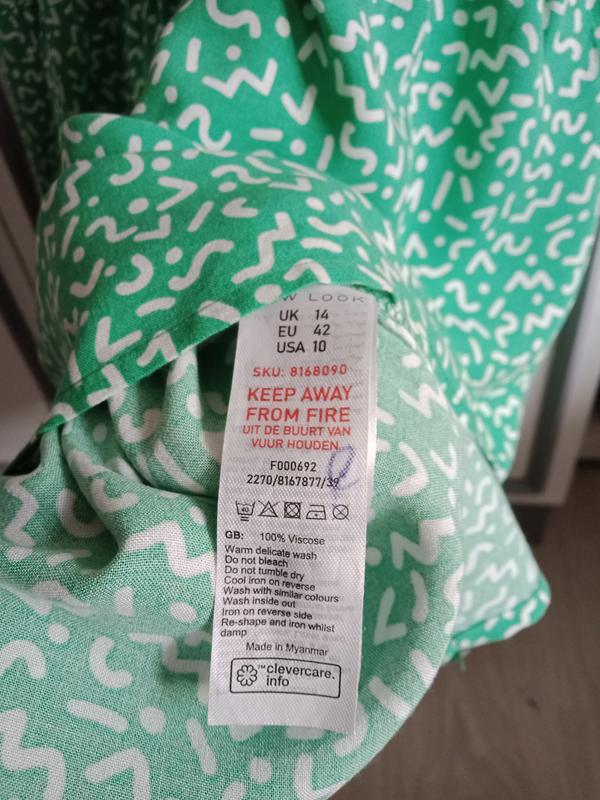 W LOOK
UK 14
EU 42
USA 10
SKU: 8168090
KEEP AWAY
FROM FIRE
UIT DE BUURT VAN
VUUR HOUDEN.
F000692
2270/8167877/39
40
GB: 100% Viscose
Warm delicate wash
Do not bleach
Do not tumble dry
Cool iron on reverse
Wash with similar colours
Wash inside out
Iron on reverse side
Re-shape and iron whilst
damp
Made in Myanmar
™clevercare.
info